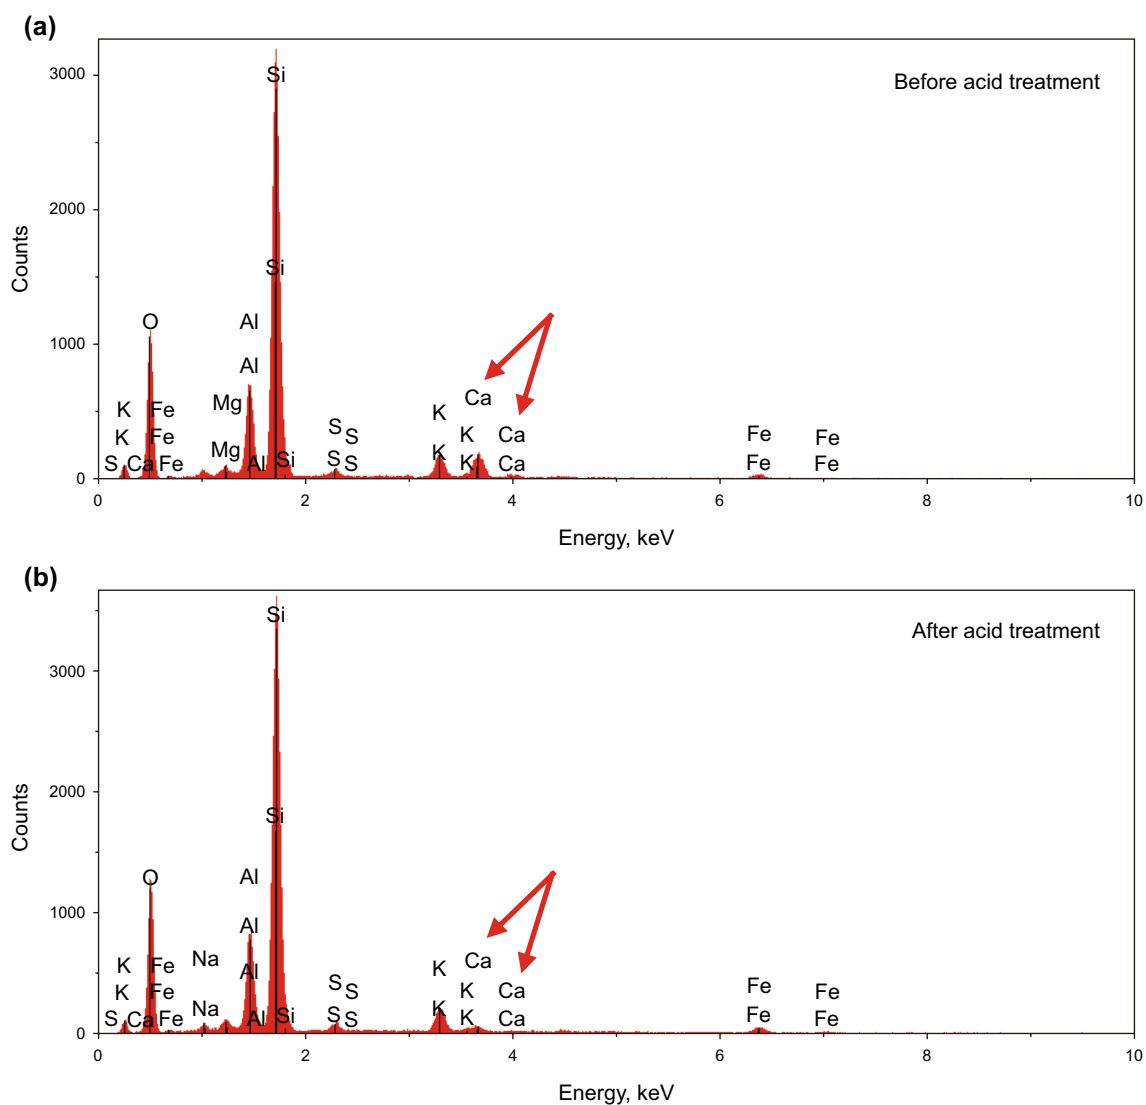 (a)
Before acid treatment
3000
2000
1000
0
Counts
Si
Si
O Al
Al
K Fe Mg K Ca
K Fe Mg S S K K Ca Fe Fe
S Ca Fe Al Si S S K K Ca Fe Fe
0 2 4 6 8 10
Energy, keV
(b)
After acid treatment
3000
2000
1000
0
Counts
Si
Si
O Al
Al
K Fe Na Al K Ca
K Fe S S K Ca Fe Fe
S Ca Fe Na Al Si S S K K Ca Fe Fe
0 2 4 6 8 10
Energy, keV